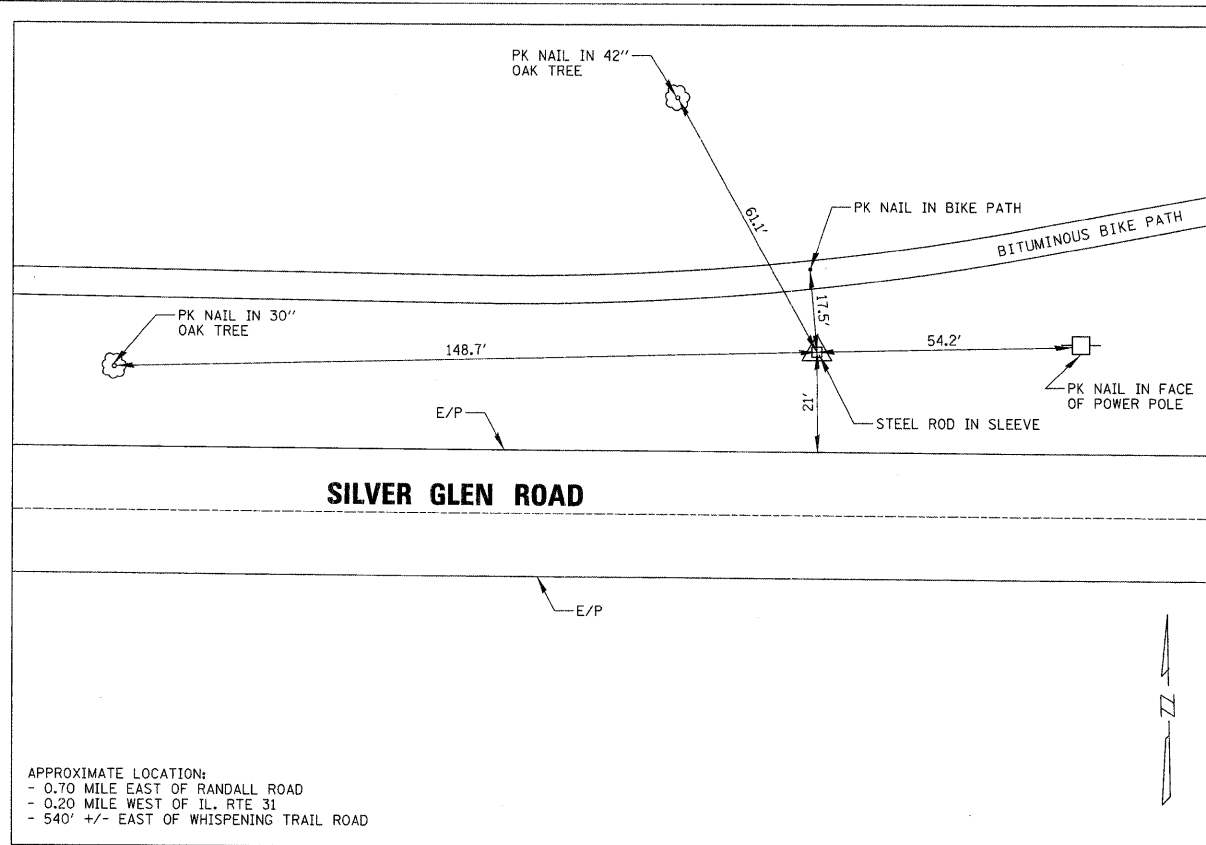 PK NAIL IN 42"
OAK TREE
61.1'
PK NAIL IN BIKE PATH
BITUMINOUS BIKE PATH
17.5'
PK NAIL IN 30"
OAK TREE
148.7'
54.2'
PK NAIL IN FACE
OF POWER POLE
21'
STEEL ROD IN SLEEVE
E/P
SILVER GLEN ROAD
E/P
N
APPROXIMATE LOCATION:
- 0.70 MILE EAST OF RANDALL ROAD
- 0.20 MILE WEST OF IL. RTE 31
- 540' +/- EAST OF WHISPENING TRAIL ROAD